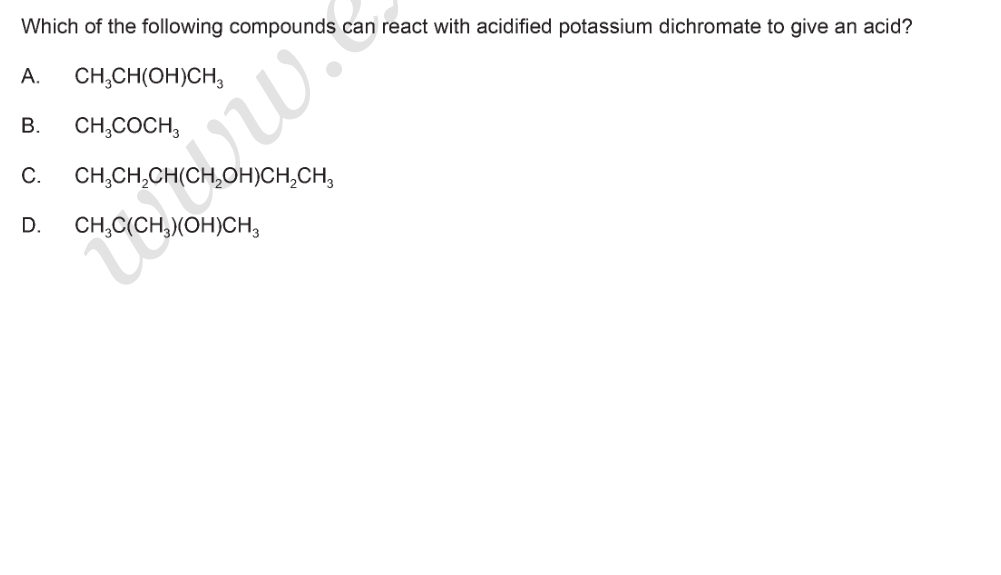 Which of the following compounds can react with acidified potassium dichromate to give an acid?
A. CH₃CH(OH)CH₃
B. CH₃COCH₃
C. CH₃CH₂CH(CH₂OH)CH₂CH₃
D. CH₃C(CH₃)(OH)CH₃
www.e